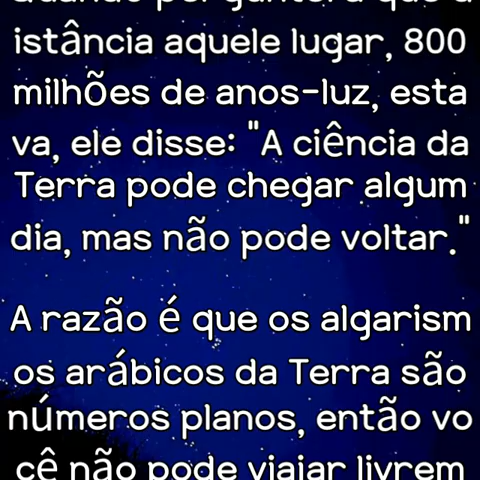 istância aquele lugar, 800
milhões de anos-luz, esta
va, ele disse: "A ciência da
Terra pode chegar algum
dia, mas não pode voltar."
A razão é que os algarism
os arábicos da Terra são
números planos, então vo
cê não pode viajar livrem